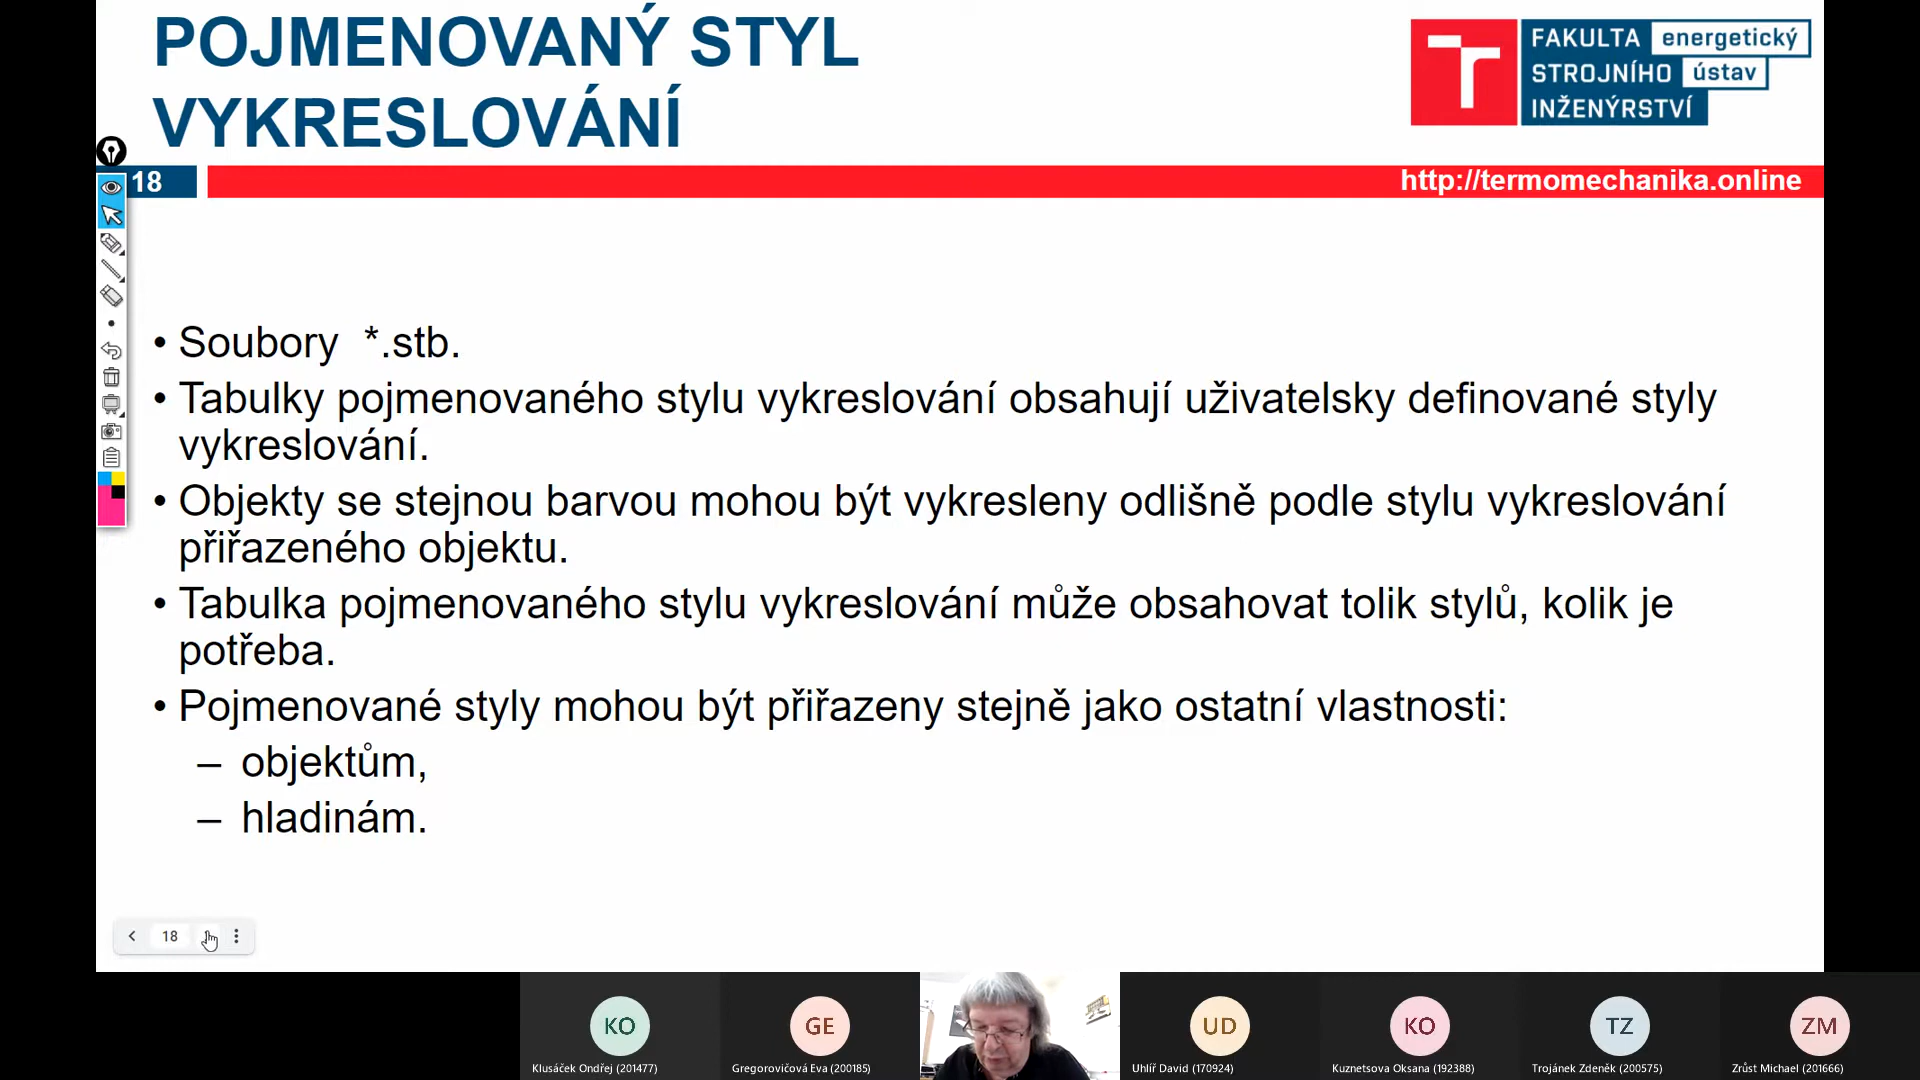 POJMENOVANÝ STYL
VYKRESLOVÁNÍ
FAKULTA energetický
STROJNÍHO ústav
INŽENÝRSTVÍ
18
http://termomechanika.online
• Soubory *.stb.
• Tabulky pojmenovaného stylu vykreslování obsahují uživatelsky definované styly
vykreslování.
• Objekty se stejnou barvou mohou být vykresleny odlišně podle stylu vykreslování
přiřazeného objektu.
• Tabulka pojmenovaného stylu vykreslování může obsahovat tolik stylů, kolik je
potřeba.
• Pojmenované styly mohou být přiřazeny stejně jako ostatní vlastnosti:
– objektům,
– hladinám.
18
KO
GE
UD
KO
TZ
ZM
Klusáček Ondřej (201477)
Gregorovičová Eva (200185)
Uhlíř David (170924)
Kuznetsova Oksana (192388)
Trojánek Zdeněk (200575)
Zrůst Michael (201666)